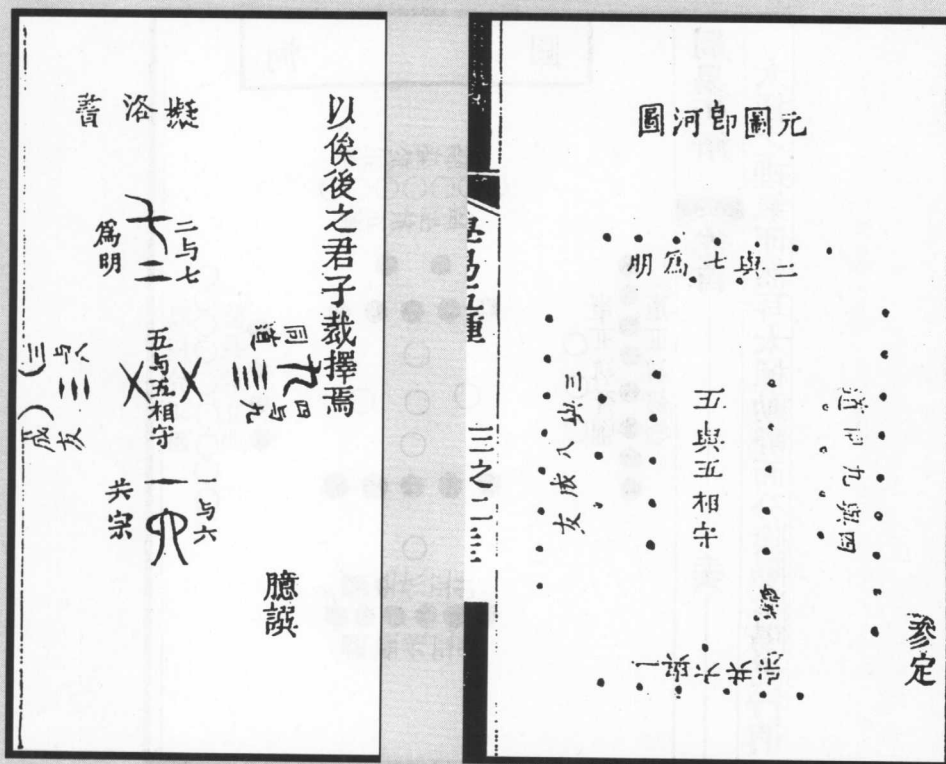 元圖即河圖
二與七爲明
四與九同道
五與五相守
三與八成友
一與六共宗
參定
以俟後之君子裁擇焉
臆譔
擬洛書
二与七
爲明
四与九
同道
五与五相守
三与八
成友
一与六
共宗